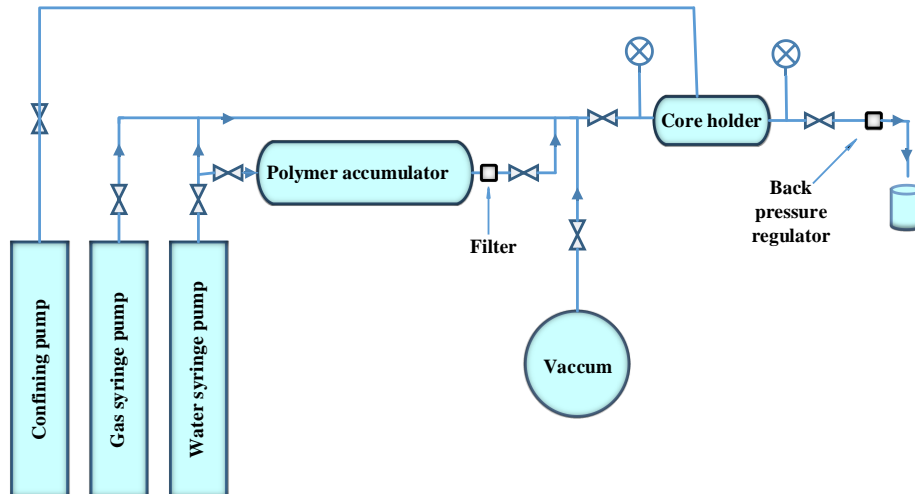 Core holder
Polymer accumulator
Back
pressure
regulator
Filter
Vaccum
Confining pump
Gas syringe pump
Water syringe pump